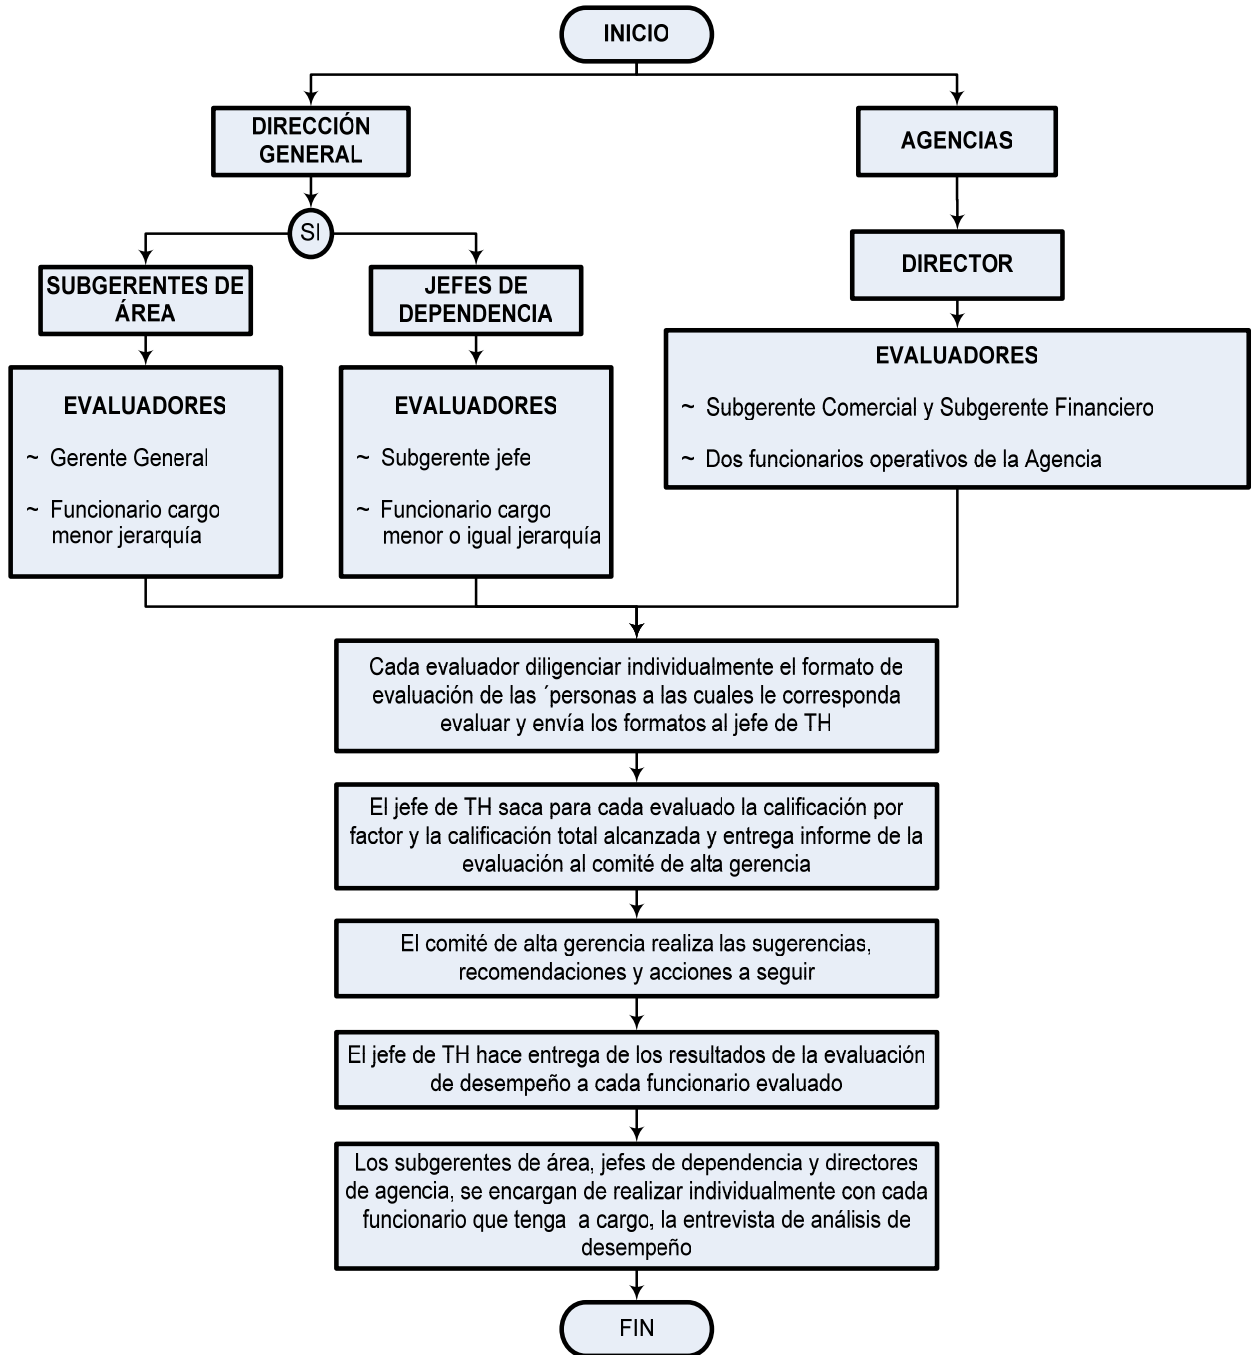 INICIO
DIRECCIÓN
GENERAL
AGENCIAS
SI
SUBGERENTES DE
ÁREA
JEFES DE
DEPENDENCIA
DIRECTOR
EVALUADORES
~ Gerente General
~ Funcionario cargo
menor jerarquía
EVALUADORES
~ Subgerente jefe
~ Funcionario cargo
menor o igual jerarquía
EVALUADORES
~ Subgerente Comercial y Subgerente Financiero
~ Dos funcionarios operativos de la Agencia
Cada evaluador diligenciar individualmente el formato de
evaluación de las ´personas a las cuales le corresponda
evaluar y envía los formatos al jefe de TH
El jefe de TH saca para cada evaluado la calificación por
factor y la calificación total alcanzada y entrega informe de la
evaluación al comité de alta gerencia
El comité de alta gerencia realiza las sugerencias,
recomendaciones y acciones a seguir
El jefe de TH hace entrega de los resultados de la evaluación
de desempeño a cada funcionario evaluado
Los subgerentes de área, jefes de dependencia y directores
de agencia, se encargan de realizar individualmente con cada
funcionario que tenga a cargo, la entrevista de análisis de
desempeño
FIN